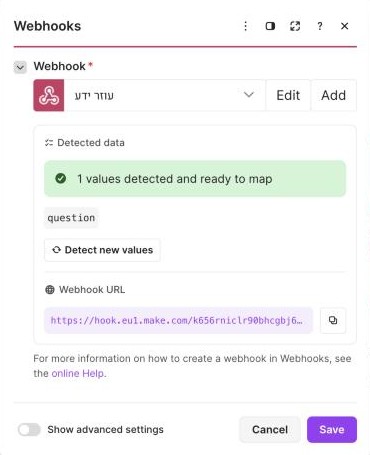 Webhooks
?
Webhook *
עוזר ידע
Edit
Add
Detected data
1 values detected and ready to map
question
Detect new values
Webhook URL
https://hook.eu1.make.com/k656rniclr90bhcgbj6…
For more information on how to create a webhook in Webhooks, see
the online Help.
Show advanced settings
Cancel
Save